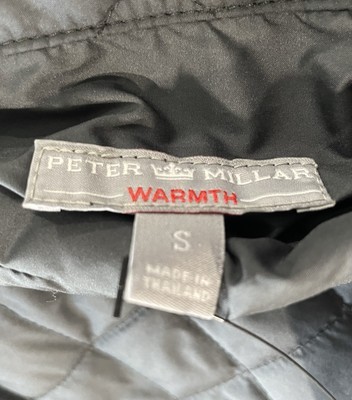 PETER MILLAR
WARMTH
S
MADE IN
THAILAND